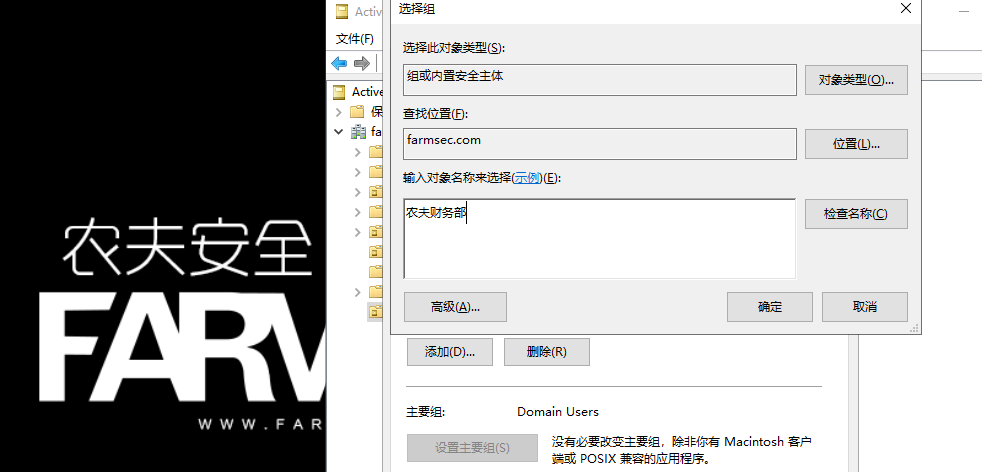 Active
选择组
文件(F)
选择此对象类型(S):
组或内置安全主体
对象类型(O)...
查找位置(F):
farmsec.com
位置(L)...
输入对象名称来选择(示例)(E):
农夫财务部
检查名称(C)
高级(A)...
确定
取消
Active
保
fa
农夫安全
WWW.FAR
添加(D)...
删除(R)
主要组:
Domain Users
设置主要组(S)
没有必要改变主要组，除非你有 Macintosh 客户
端或 POSIX 兼容的应用程序。